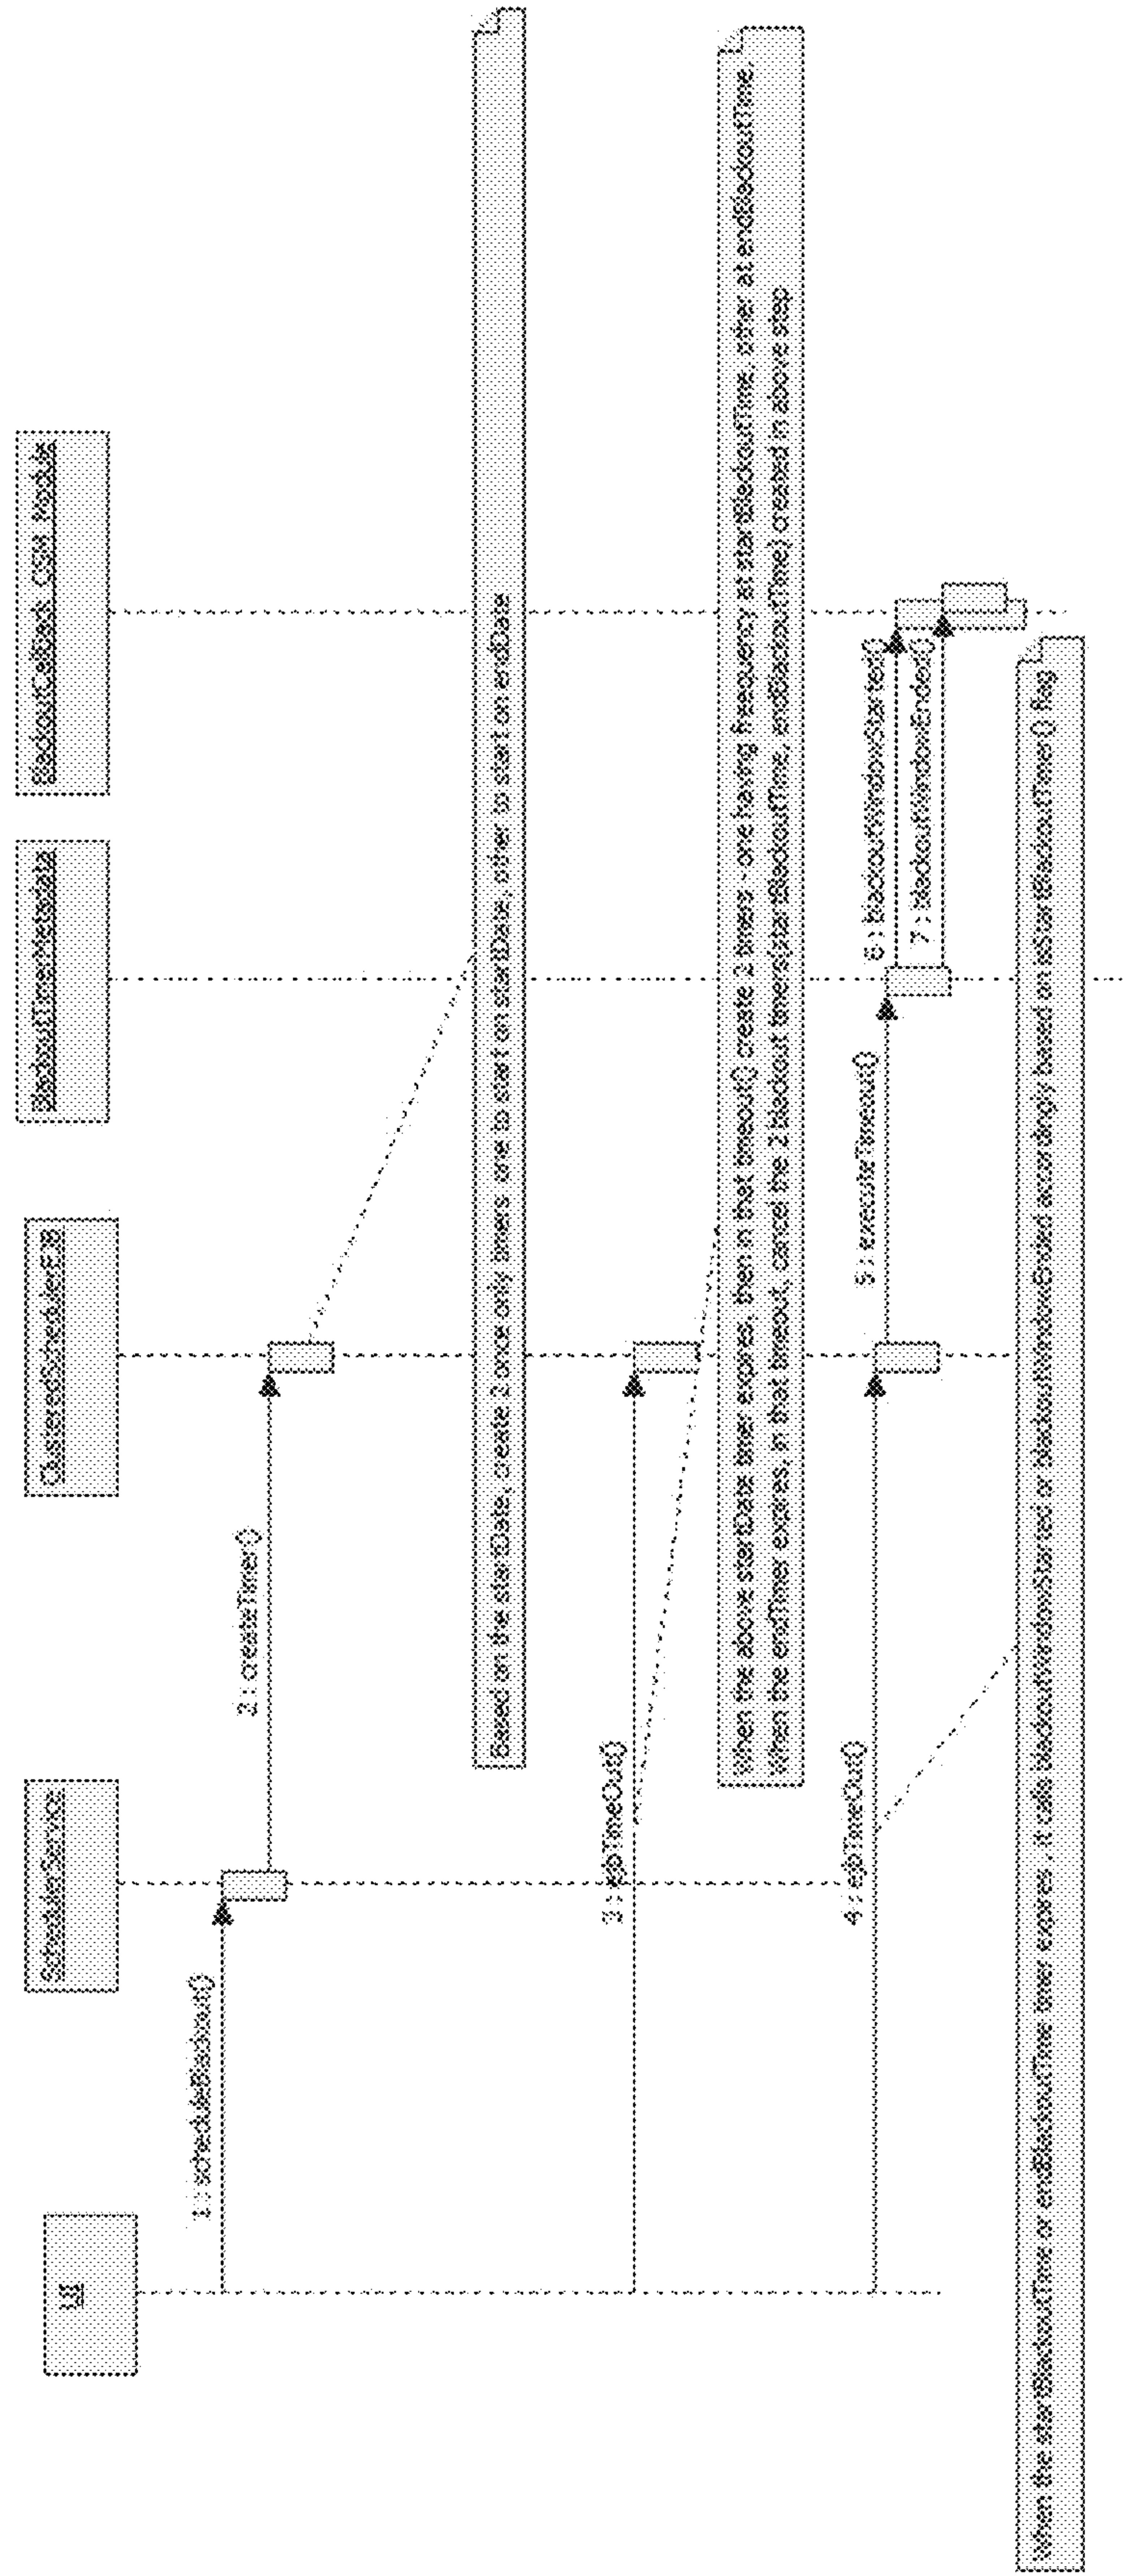 UI
SchedulerService
ClusteredSchedulerEJB
BlackoutTimerMetadata
BlackoutCallback_CSM_Module
1 : scheduleBlackout()
2 : createTimer()
Based on the startDate, create 2 once only timers one to start on startDate, other to start on endDate
3 : ejbTimeOut()
When the above startDate timer expires, then in that timeout() create 2 timers - one having frequency at startBlackoutTime, other at endBlackoutTime.
When the endTimer expires, in that timeout, cancel the 2 blackout timers(startBlackoutTime, endBlackoutTime) created in above step
4 : ejbTimeOut()
5 : executeTimeout()
6 : blackoutWindowStarted()
7 : blackoutWindowEnded()
When the startBlackoutTime or endBlackoutTime timer expires , it calls blackoutWindowStarted or blackoutWindowEnded accordingly based on isStartBlackoutTimer() flag